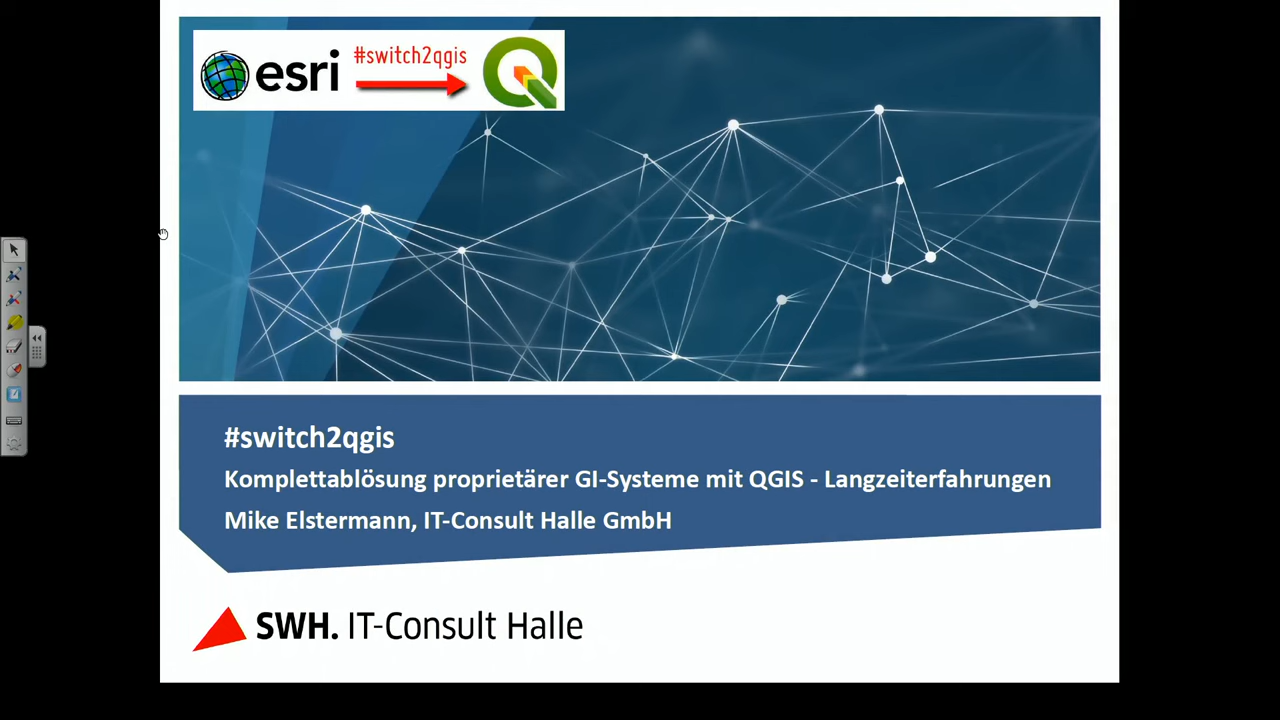 esri
#switch2qgis
#switch2qgis
Komplettablösung proprietärer GI-Systeme mit QGIS - Langzeiterfahrungen
Mike Elstermann, IT-Consult Halle GmbH
SWH. IT-Consult Halle